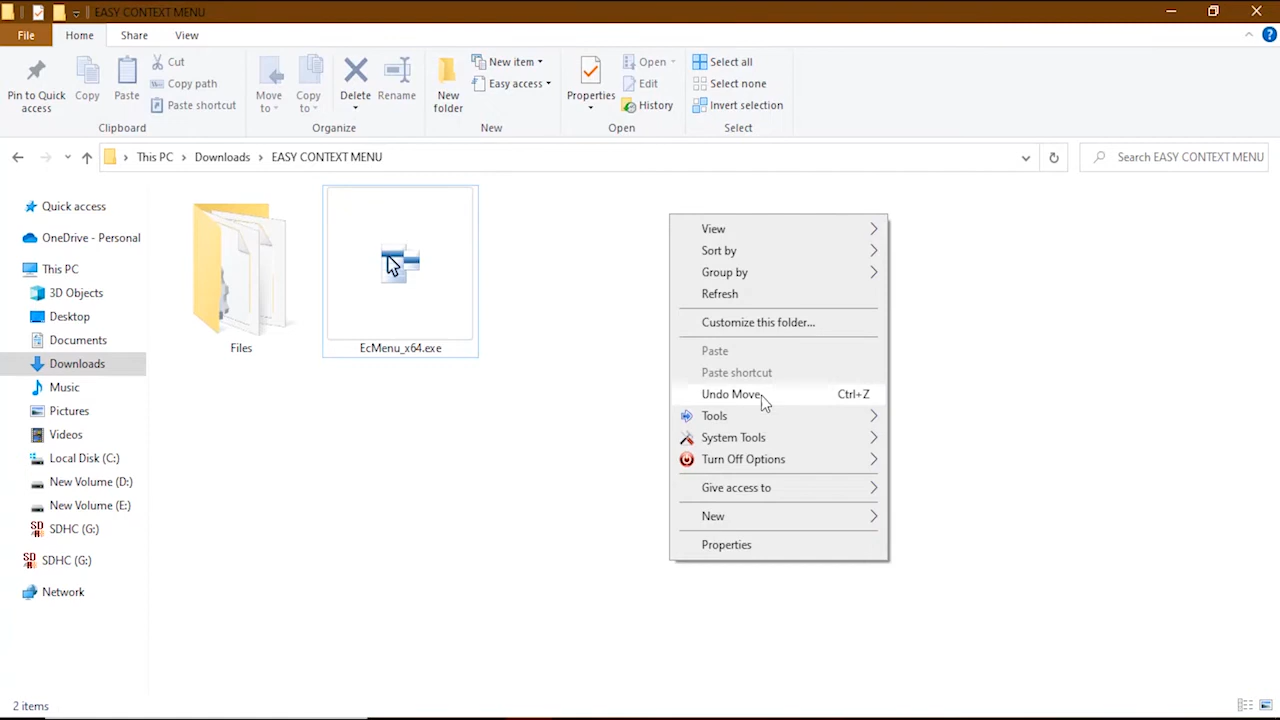 EASY CONTEXT MENU
File Home Share View
Pin to Quick access
Copy
Paste
Cut
Copy path
Paste shortcut
Clipboard
Move to
Copy to
Delete
Rename
Organize
New folder
New item
Easy access
New
Properties
Open
Edit
History
Open
Select all
Select none
Invert selection
Select
This PC > Downloads > EASY CONTEXT MENU
Search EASY CONTEXT MENU
Quick access
OneDrive - Personal
This PC
3D Objects
Desktop
Documents
Downloads
Music
Pictures
Videos
Local Disk (C:)
New Volume (D:)
New Volume (E:)
SDHC (G:)
SDHC (G:)
Network
Files
EcMenu_x64.exe
View
Sort by
Group by
Refresh
Customize this folder...
Paste
Paste shortcut
Undo Move Ctrl+Z
Tools
System Tools
Turn Off Options
Give access to
New
Properties
2 items